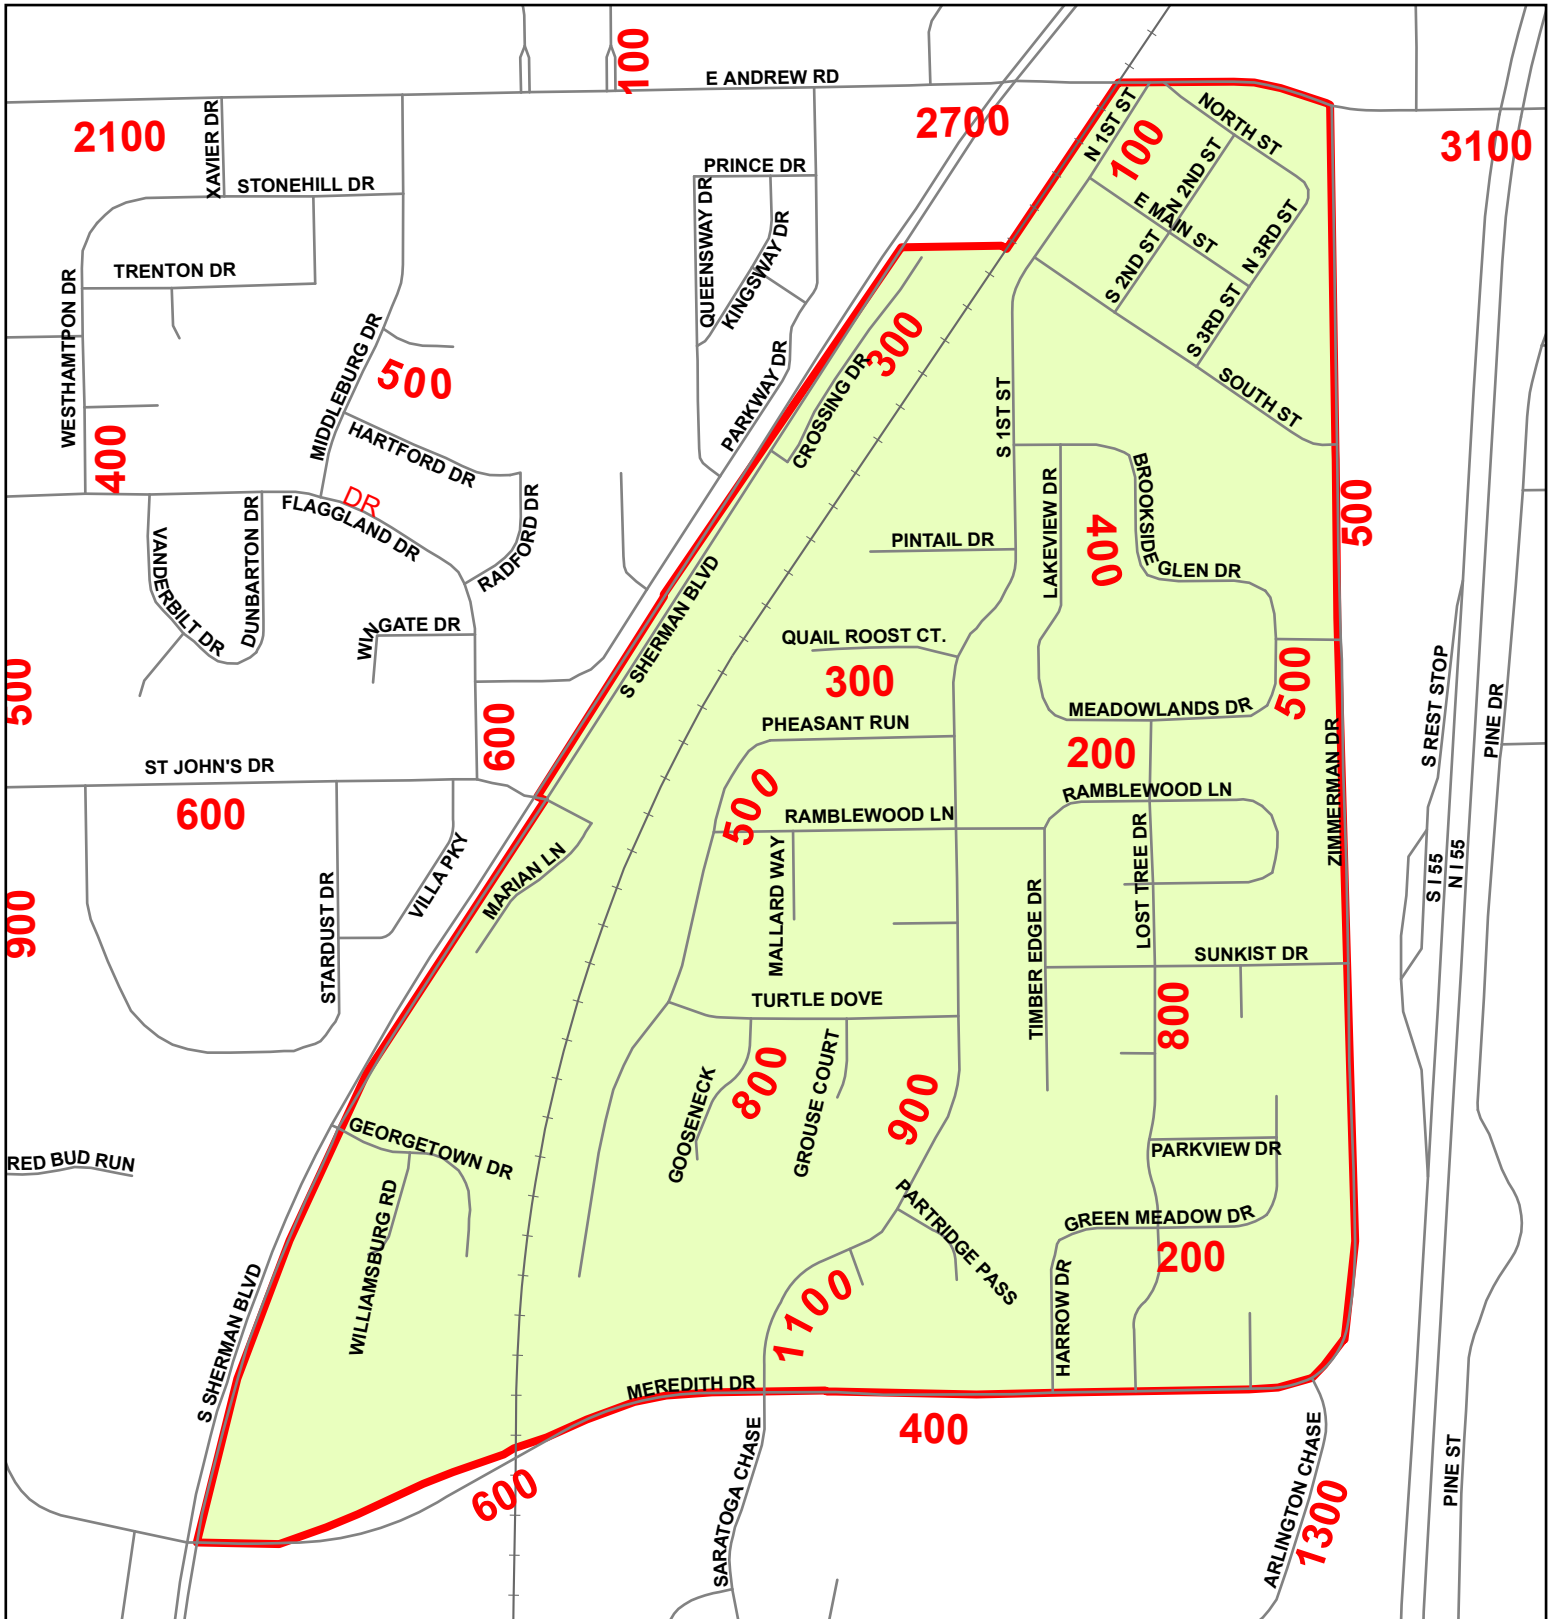 100
E ANDREW RD
2100
XAVIER DR
2700
N 1ST ST
100
NORTH ST
3100
STONEHILL DR
PRINCE DR
N 2ND ST
E MAIN ST
QUEENSWAY DR
KINGSWAY DR
N 3RD ST
S 2ND ST
TRENTON DR
WESTHAMTPON DR
MIDDLEBURG DR
500
PARKWAY DR
CROSSING DR
300
S 3RD ST
SOUTH ST
S 1ST ST
400
HARTFORD DR
DR
FLAGGLAND DR
RADFORD DR
VANDERBILT DR
DUNBARTON DR
LAKEVIEW DR
BROOKSIDE
400
GLEN DR
500
PINTAIL DR
WINGATE DR
S SHERMAN BLVD
QUAIL ROOST CT.
300
500
500
MEADOWLANDS DR
S REST STOP
PINE DR
600
PHEASANT RUN
200
ZIMMERMAN DR
ST JOHN'S DR
600
500
RAMBLEWOOD LN
RAMBLEWOOD LN
VILLA PKY
MARIAN LN
MALLARD WAY
TIMBER EDGE DR
LOST TREE DR
S I 55
N I 55
900
STARDUST DR
SUNKIST DR
TURTLE DOVE
800
GOOSENECK
800
GROUSE COURT
900
GEORGETOWN DR
RED BUD RUN
WILLIAMSBURG RD
PARKVIEW DR
PARTRIDGE PASS
GREEN MEADOW DR
200
S SHERMAN BLVD
1100
HARROW DR
MEREDITH DR
400
600
SARATOGA CHASE
ARLINGTON CHASE
1300
PINE ST